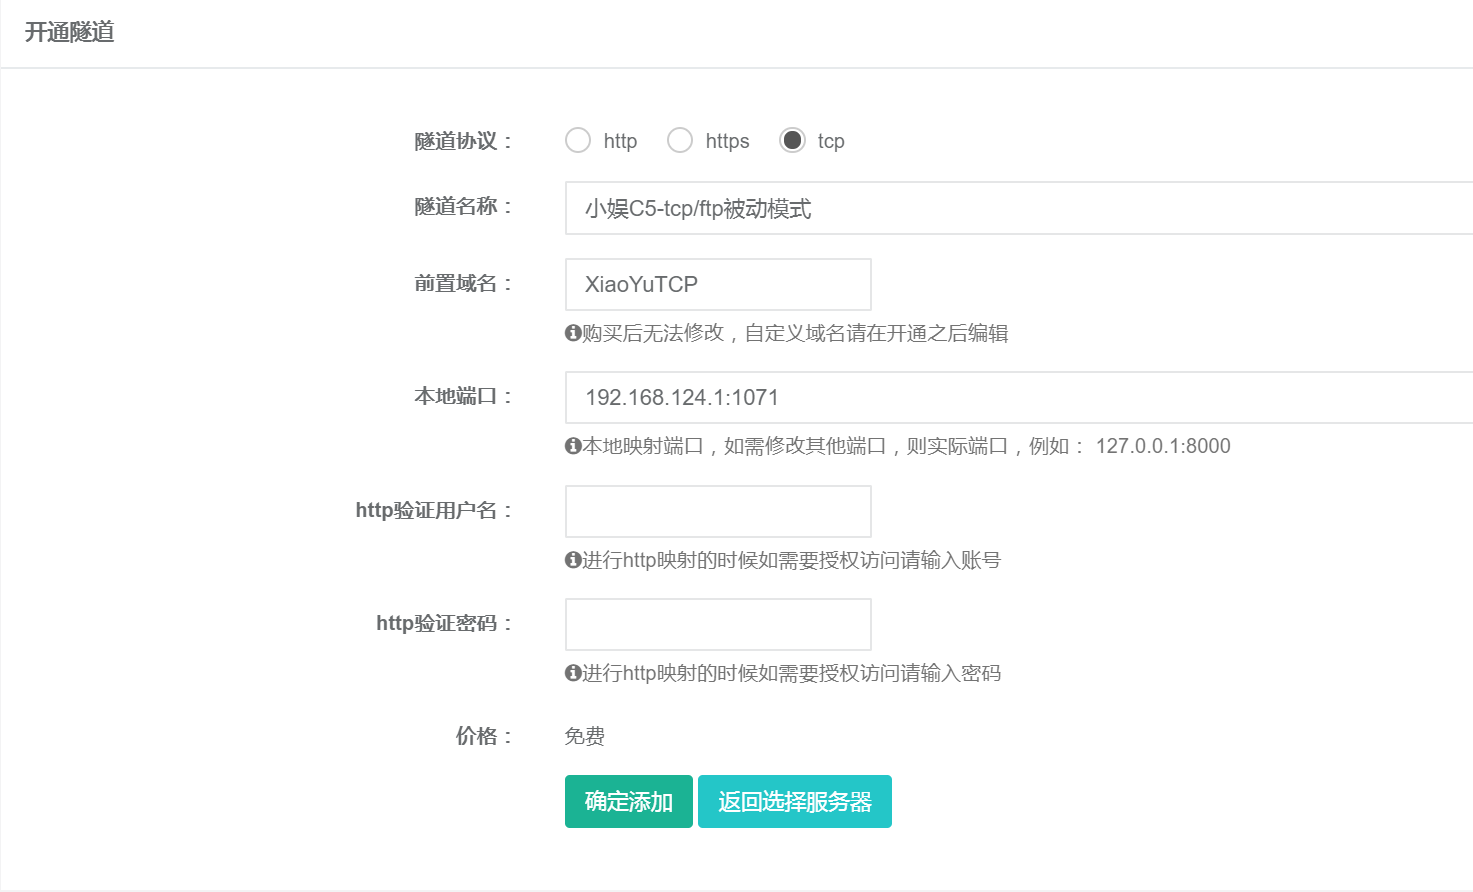 开通隧道
隧道协议： http https tcp
隧道名称： 小娱C5-tcp/ftp被动模式
前置域名： XiaoYuTCP
购买后无法修改，自定义域名请在开通之后编辑
本地端口： 192.168.124.1:1071
本地映射端口，如需修改其他端口，则实际端口，例如： 127.0.0.1:8000
http验证用户名：
进行http映射的时候如需要授权访问请输入账号
http验证密码：
进行http映射的时候如需要授权访问请输入密码
价格： 免费
确定添加 返回选择服务器